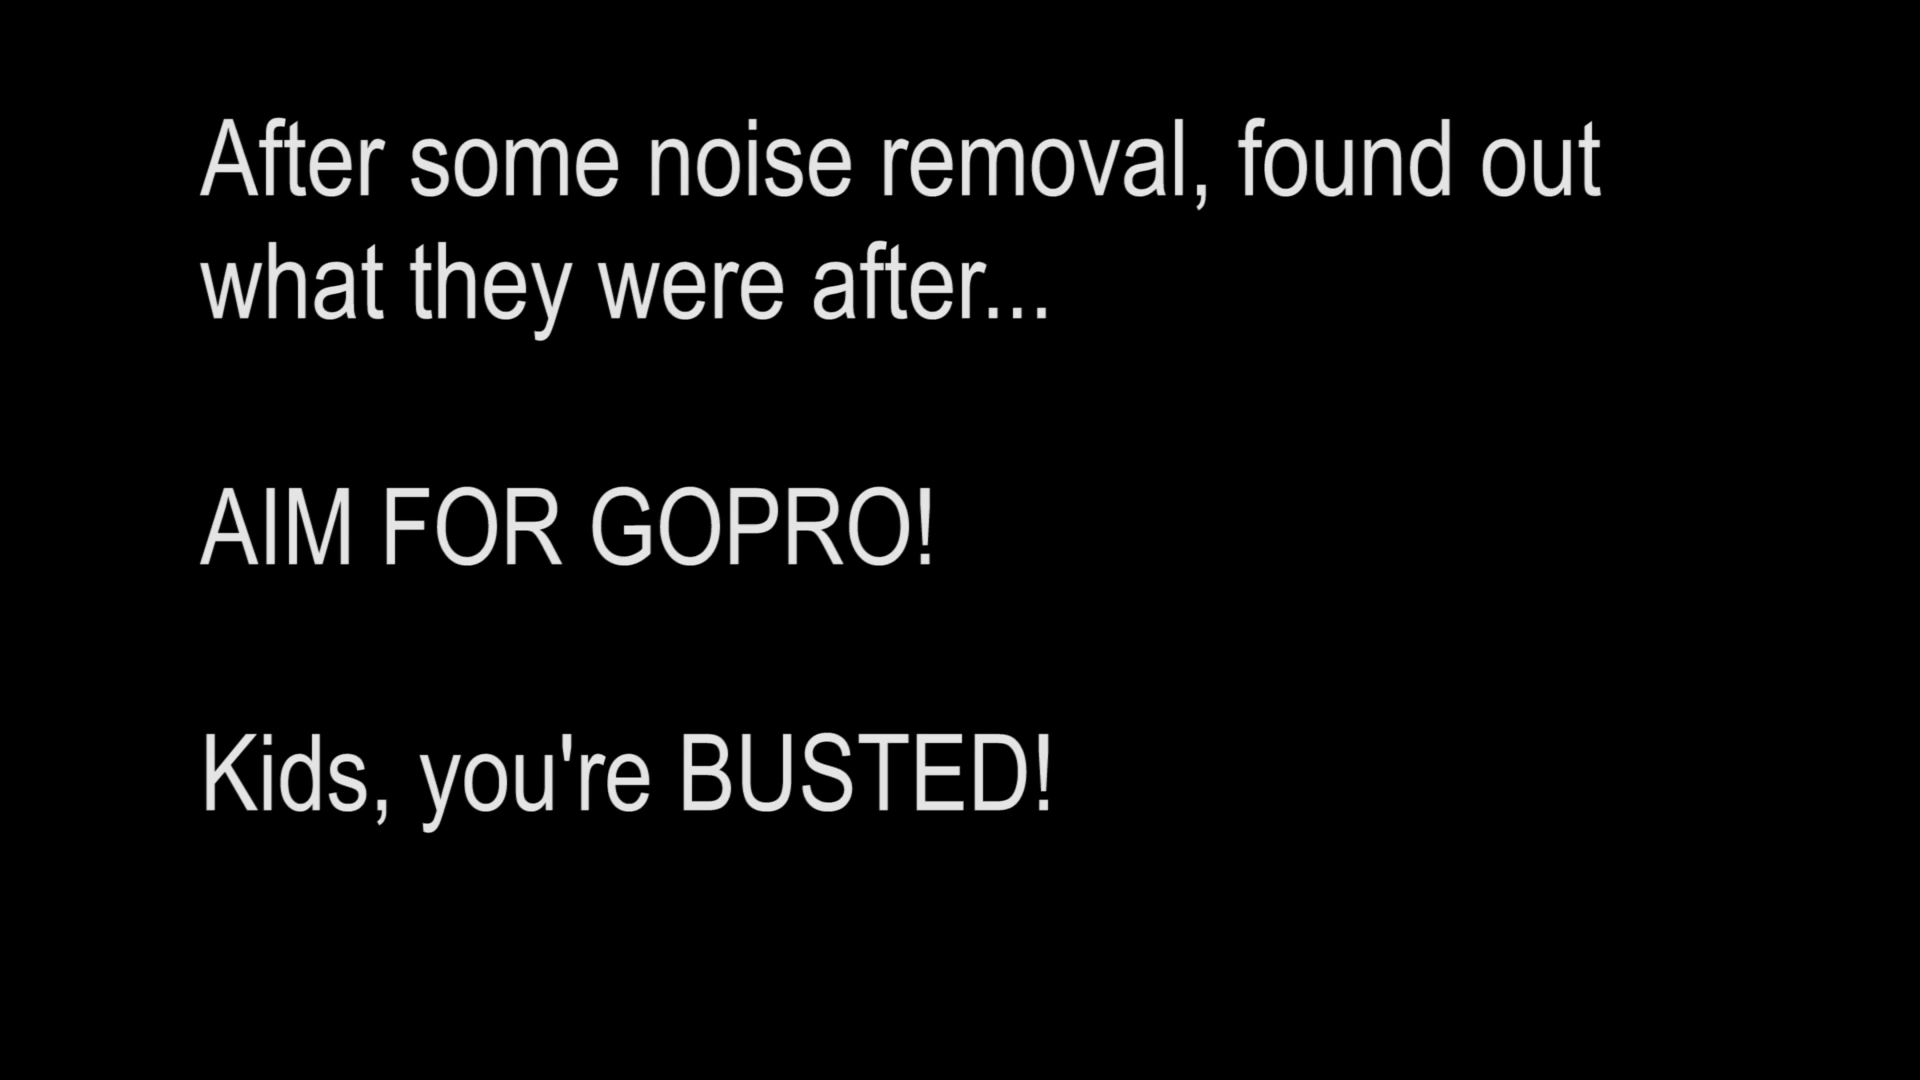 After some noise removal, found out
what they were after...
AIM FOR GOPRO!
Kids, you're BUSTED!